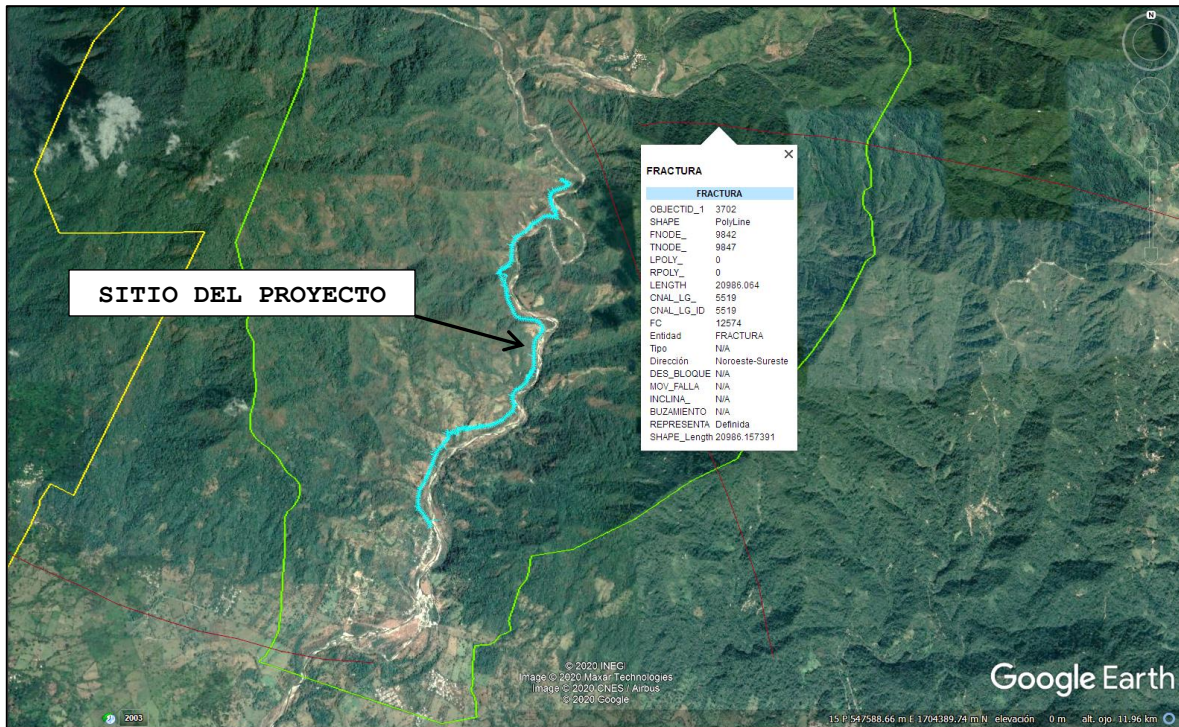 N
SITIO DEL PROYECTO
FRACTURA
FRACTURA
OBJECTID_1 3702
SHAPE PolyLine
FNODE_ 9842
TNODE_ 9847
LPOLY_ 0
RPOLY_ 0
LENGTH 20986.064
CNAL_LG_ 5519
CNAL_LG_ID 5519
FC 12574
Entidad FRACTURA
Tipo N/A
Dirección Noroeste-Sureste
DES_BLOQUE N/A
MOV_FALLA N/A
INCLINA_ N/A
BUZAMIENTO N/A
REPRESENTA Definida
SHAPE_Length 20986.157391
© 2020 INEGI
Image © 2020 Maxar Technologies
Image © 2020 CNES / Airbus
© 2020 Google
Google Earth
2003
15 P 547588.66 m E 1704389.74 m N elevación 0 m alt. ojo 11.96 km